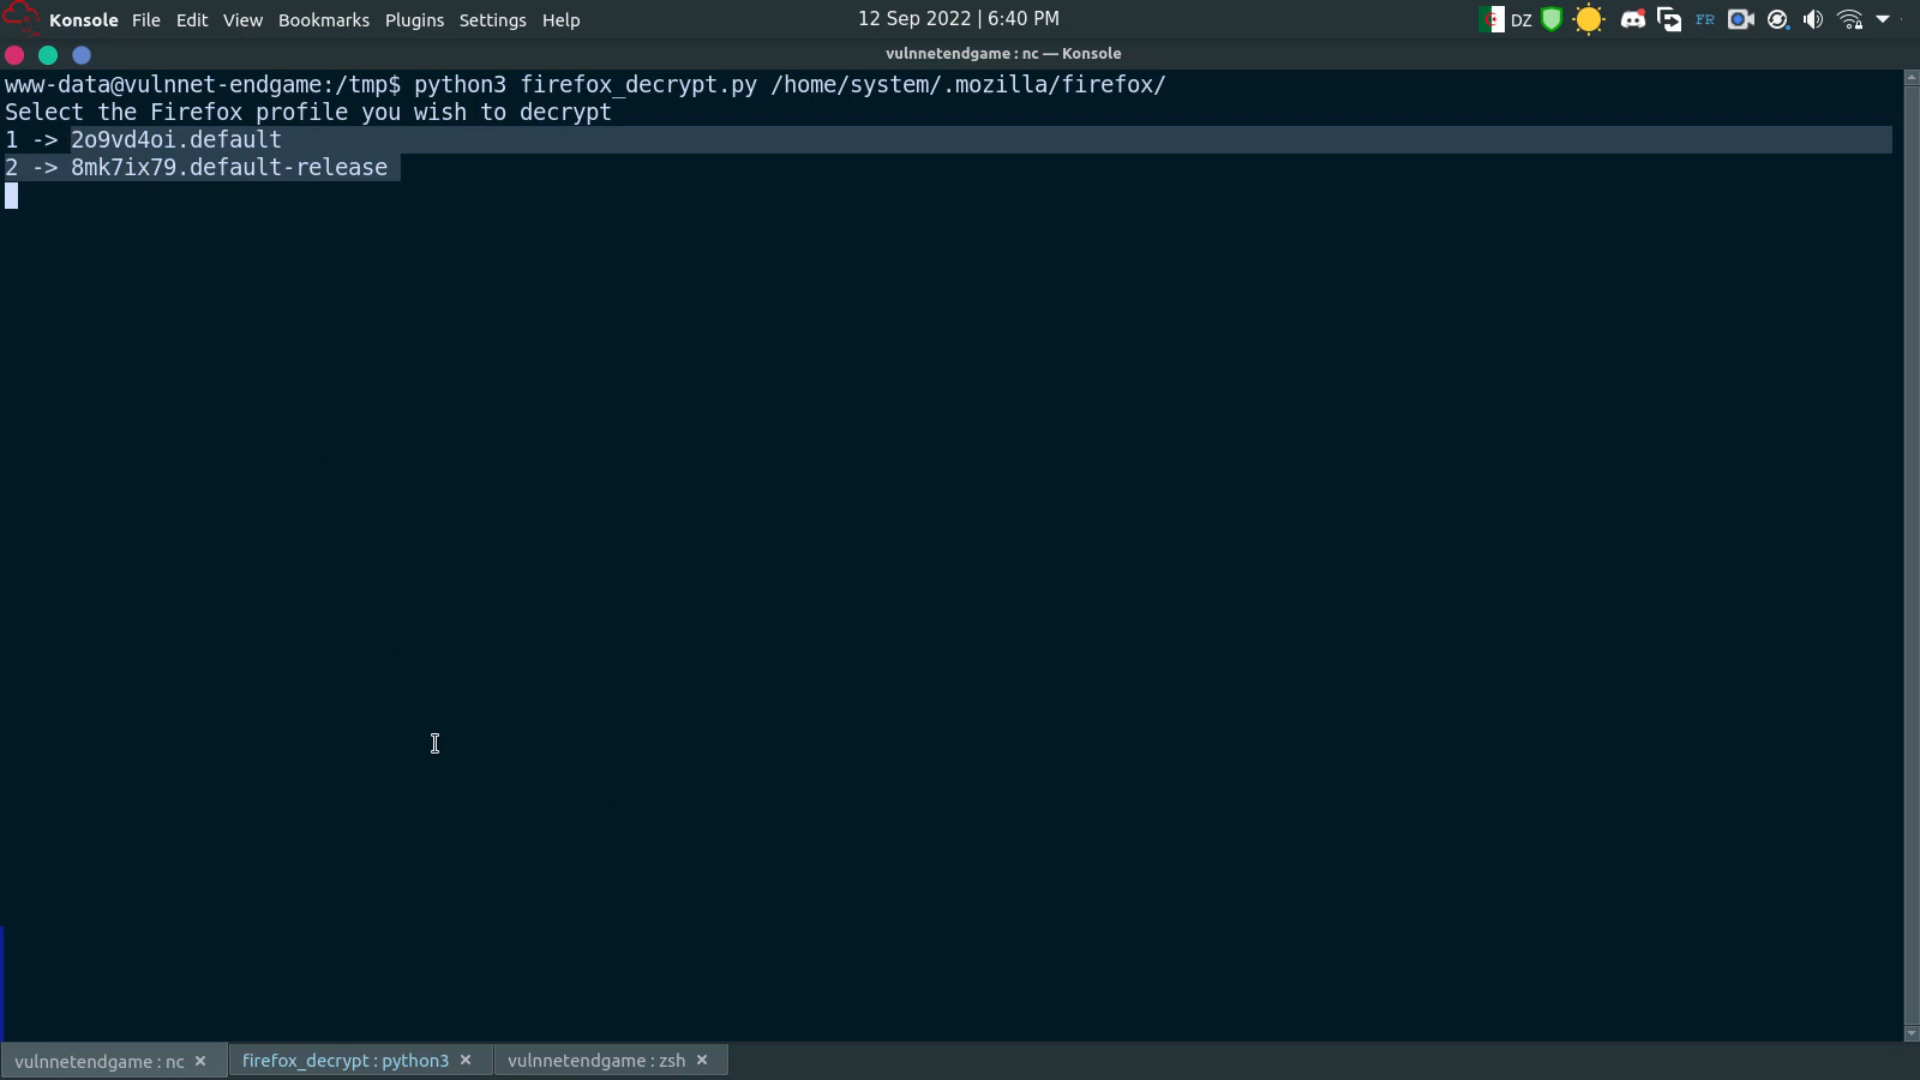 Konsole File Edit View Bookmarks Plugins Settings Help 12 Sep 2022 | 6:40 PM DZ FR
vulnnetendgame : nc — Konsole
www-data@vulnnet-endgame:/tmp$ python3 firefox_decrypt.py /home/system/.mozilla/firefox/
Select the Firefox profile you wish to decrypt
1 -> 2o9vd4oi.default
2 -> 8mk7ix79.default-release
vulnnetendgame : nc × firefox_decrypt : python3 × vulnnetendgame : zsh ×